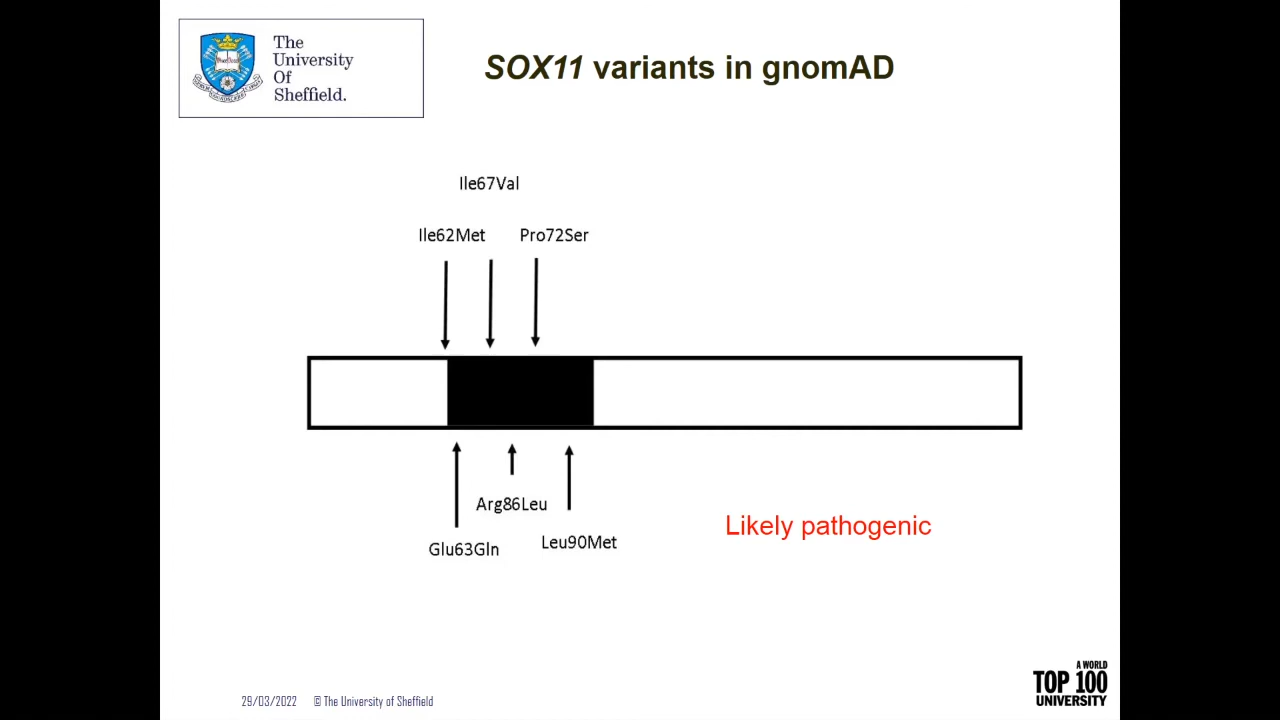 The
University
Of
Sheffield.
SOX11 variants in gnomAD
Ile67Val
Ile62Met
Pro72Ser
Arg86Leu
Glu63Gln
Leu90Met
Likely pathogenic
29/03/2022
© The University of Sheffield
A WORLD
TOP 100
UNIVERSITY